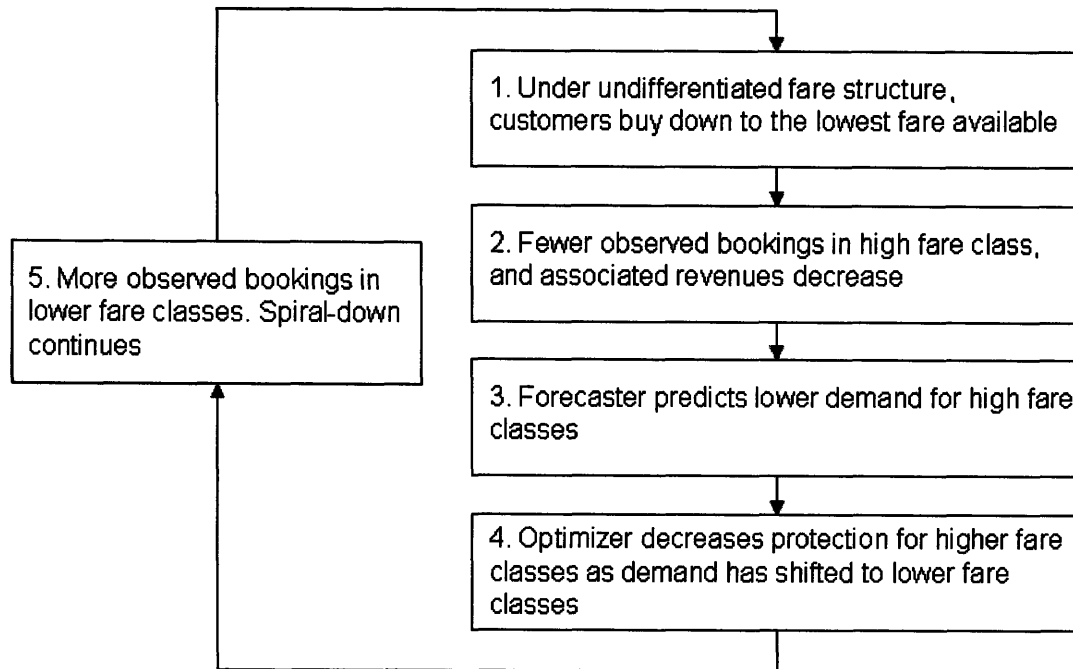 1. Under undifferentiated fare structure,
customers buy down to the lowest fare available
2. Fewer observed bookings in high fare class,
and associated revenues decrease
3. Forecaster predicts lower demand for high fare
classes
4. Optimizer decreases protection for higher fare
classes as demand has shifted to lower fare
classes
5. More observed bookings in
lower fare classes. Spiral-down
continues